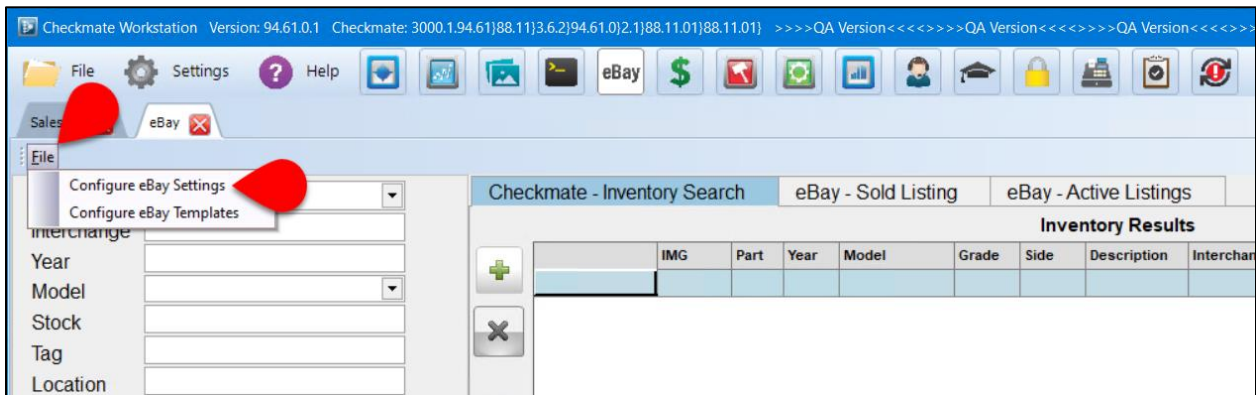 Checkmate Workstation Version: 94.61.0.1 Checkmate: 3000.1.94.61}88.11}3.6.2}94.61.0}2.1}88.11.01}88.11.01} >>>>QA Version<<<<>>>>QA Version<<<<>>>>QA Version<<<<>>>
File Settings ? Help eBay $
Sales eBay
File
Configure eBay Settings
Configure eBay Templates
Interchange
Year
Model
Stock
Tag
Location
Checkmate - Inventory Search eBay - Sold Listing eBay - Active Listings
Inventory Results
IMG Part Year Model Grade Side Description Interchan